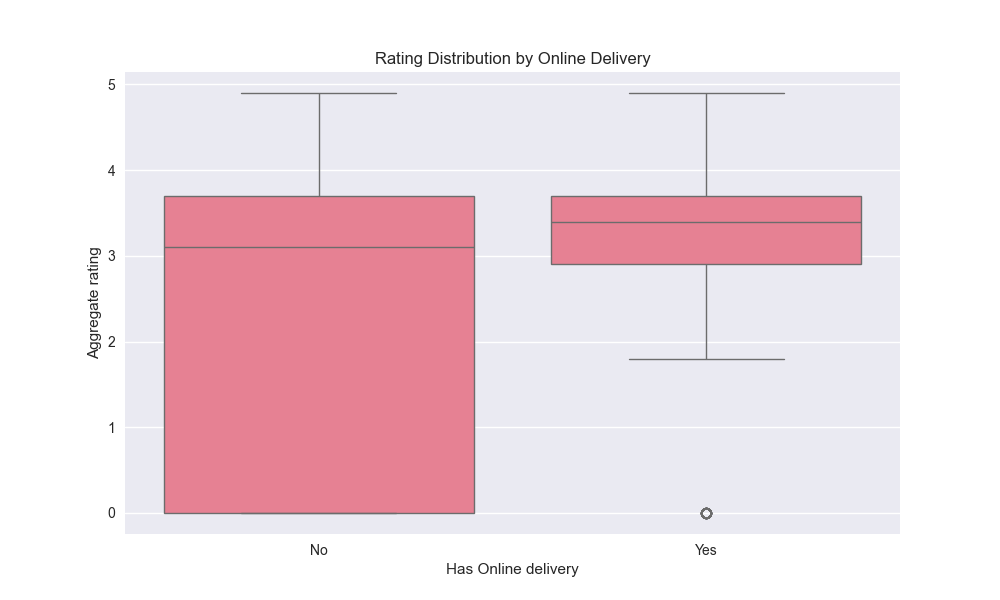 Rating Distribution by Online Delivery
5
4
3
2
1
0
Aggregate rating
No
Yes
Has Online delivery